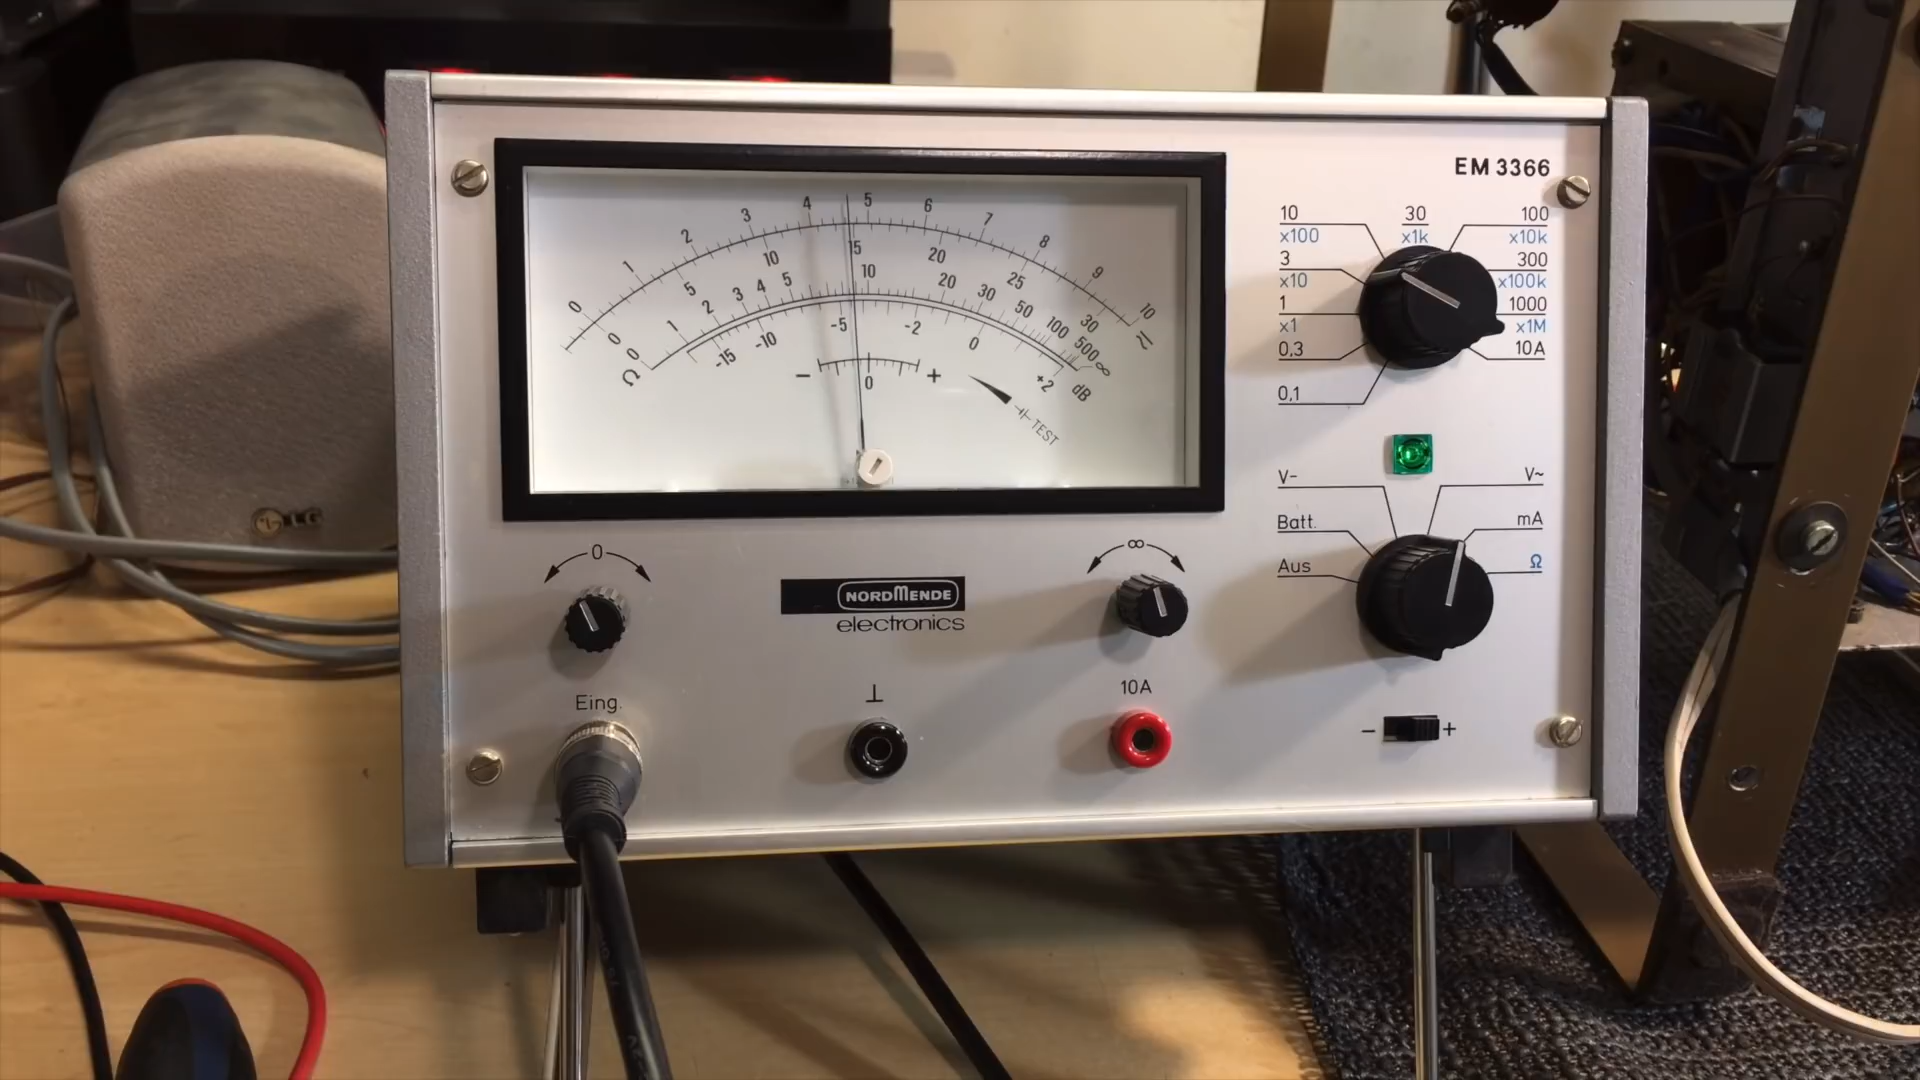 EM 3366
0 1 2 3 4 5 6 7 8 9 10
0 5 10 15 20 25 30
Ω 0 1 2 3 4 5 10 20 30 50 100 500 ∞
-15 -10 -5 -2 0 +2 dB
− 0 +
TEST
10 30 100
x100 x1k x10k
3 300
x10 x100k
1 1000
x1 x1M
0,3 10A
0,1
V- V~
Batt. mA
Aus Ω
0 ∞
NORDMENDE
electronics
Eing. ⊥ 10A
− +
LG